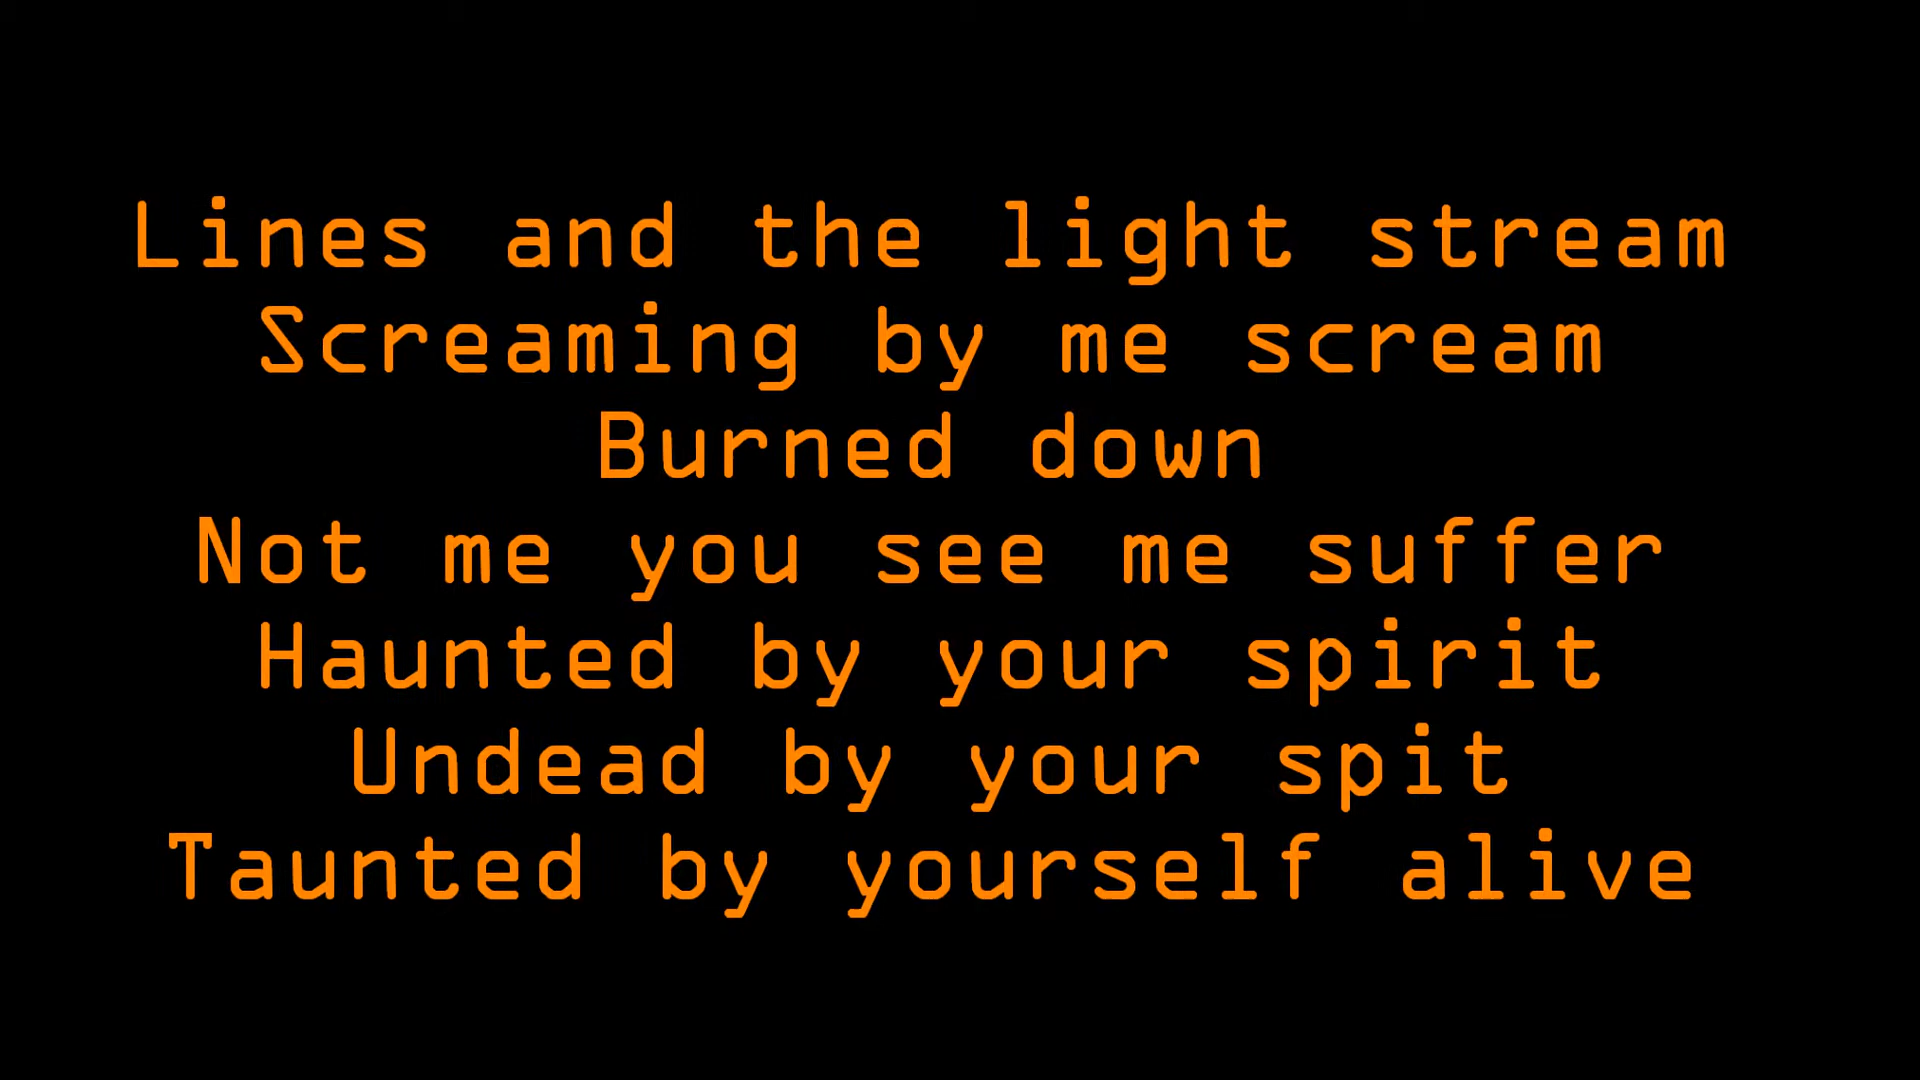 Lines and the light stream
Screaming by me scream
Burned down
Not me you see me suffer
Haunted by your spirit
Undead by your spit
Taunted by yourself alive